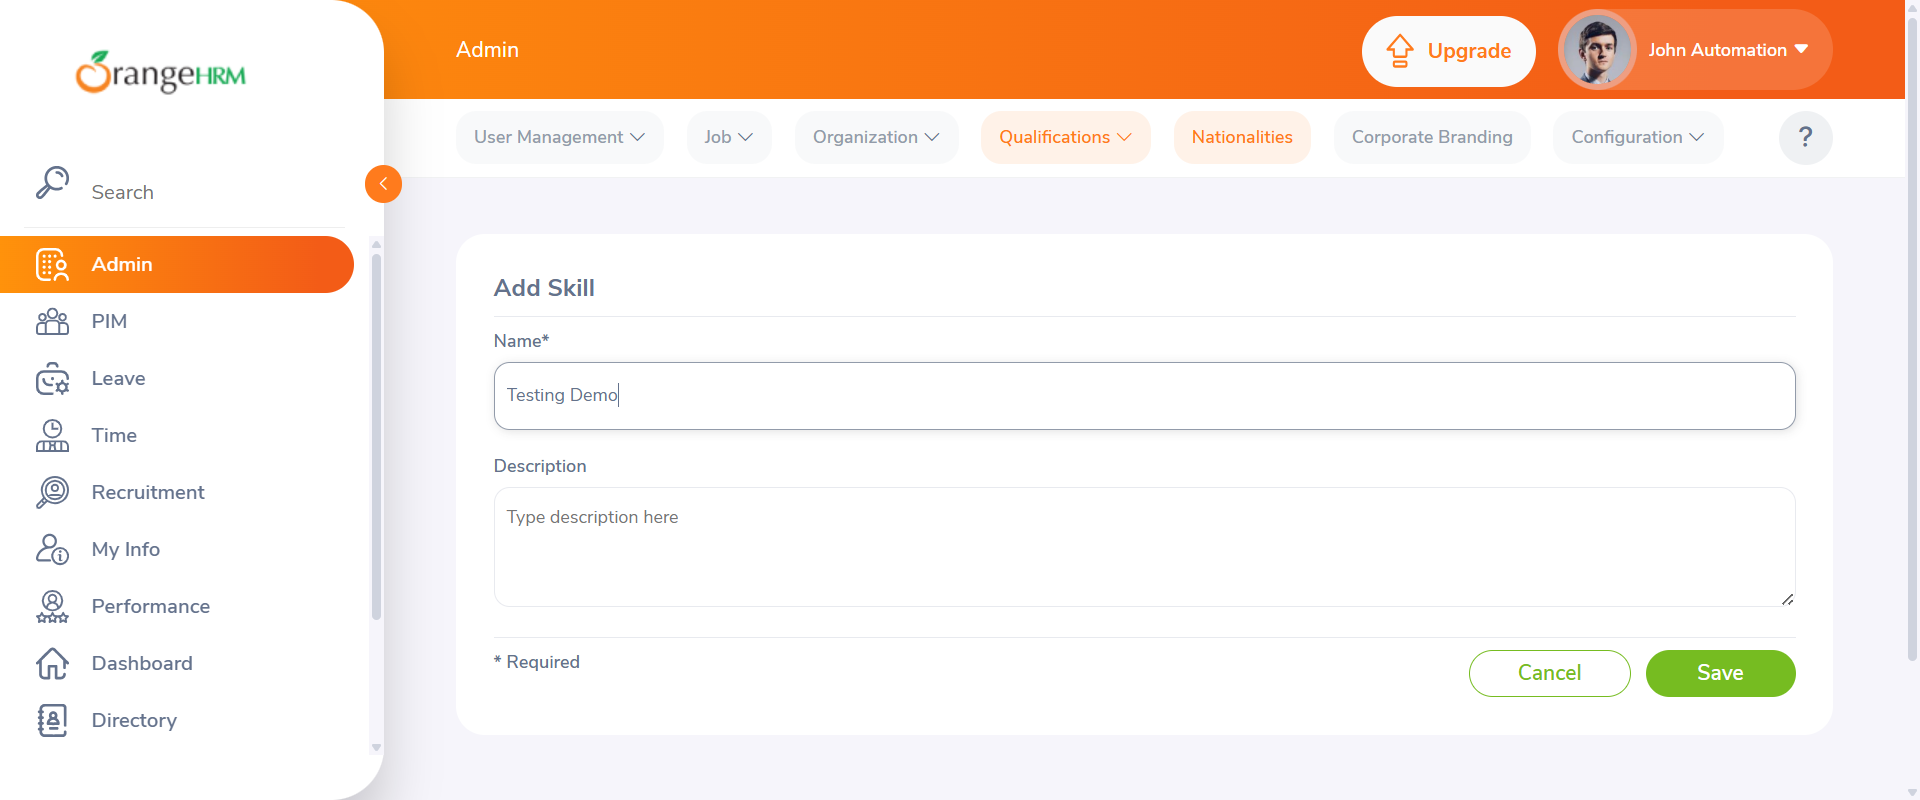 OrangeHRM
Admin
Upgrade
John Automation
User Management
Job
Organization
Qualifications
Nationalities
Corporate Branding
Configuration
?
Search
Admin
PIM
Leave
Time
Recruitment
My Info
Performance
Dashboard
Directory
Add Skill
Name*
Testing Demo
Description
Type description here
* Required
Cancel
Save